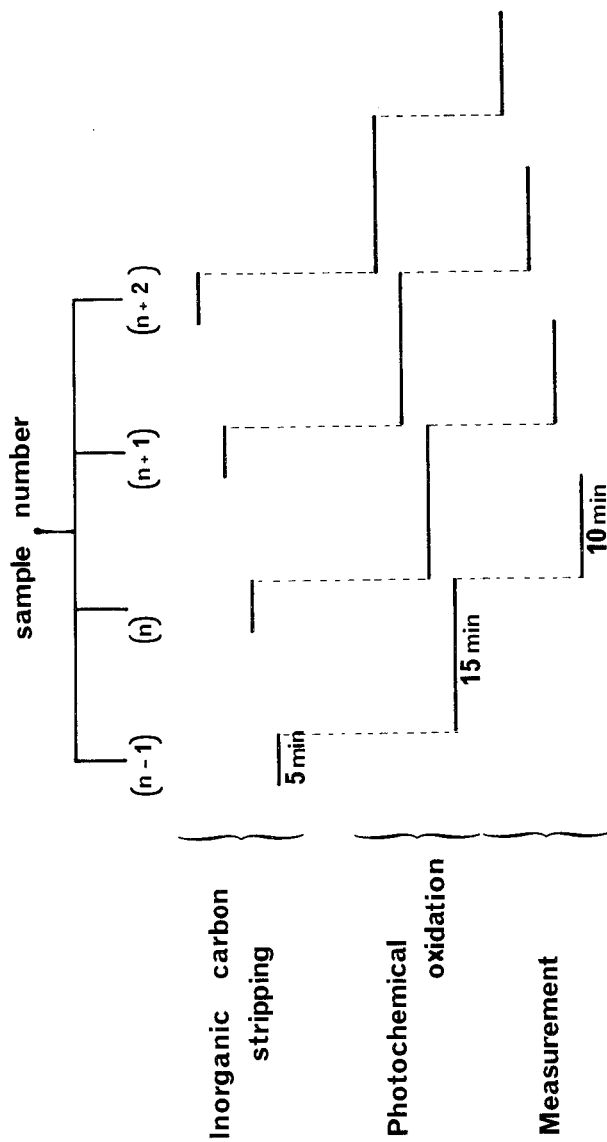 sample number
(n − 1)
(n)
(n + 1)
(n + 2)
Inorganic carbon
stripping
5 min
Photochemical
oxidation
15 min
Measurement
10 min